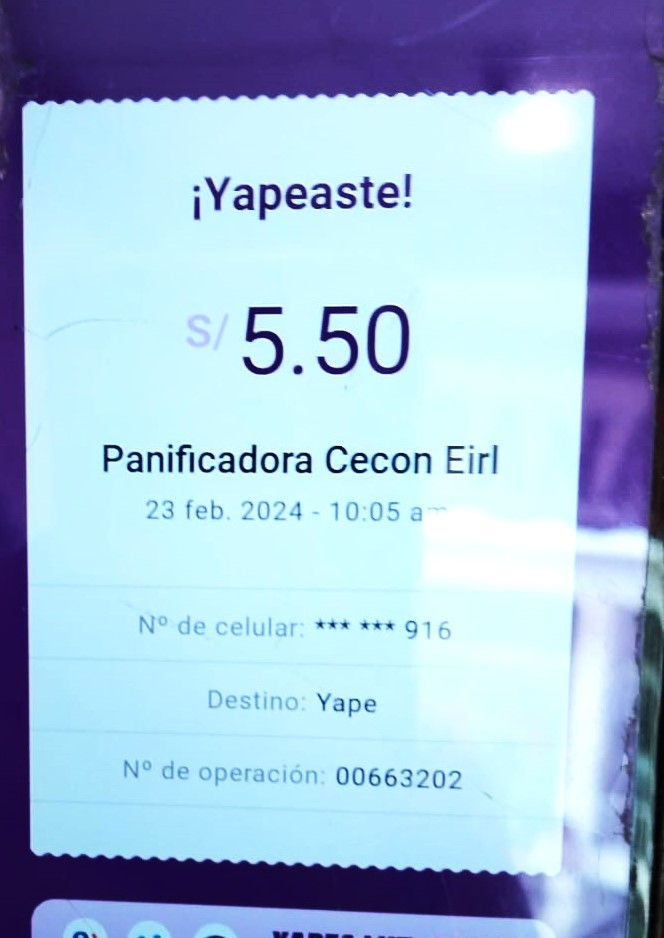 ¡Yapeaste!
S/ 5.50
Panificadora Cecon Eirl
23 feb. 2024 - 10:05 am
Nº de celular: *** *** 916
Destino: Yape
Nº de operación: 00663202